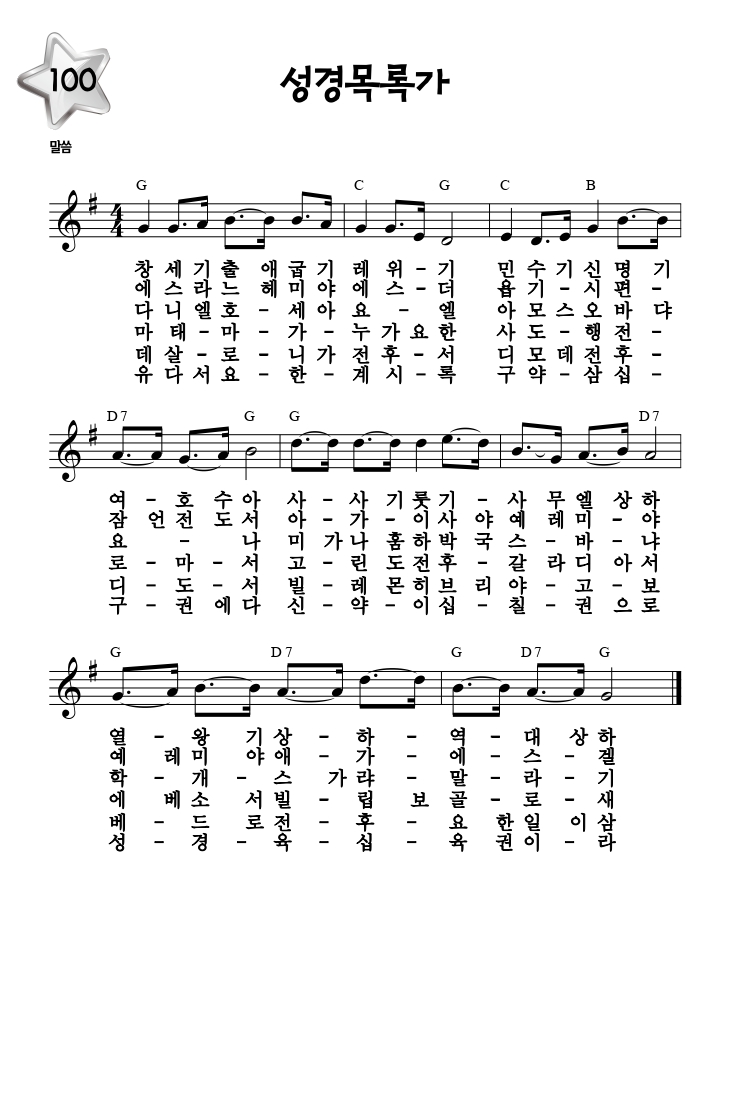 100
성경목록가
말씀
G C G C B
창 세 기 출 애 굽 기 레 위 - 기 민 수 기 신 명 기
에 스 라 느 헤 미 야 에 스 - 더 욥 기 - 시 편 -
다 니 엘 호 - 세 아 요 - 엘 아 모 스 오 바 댜
마 태 - 마 - 가 - 누 가 요 한 사 도 - 행 전 -
데 살 - 로 - 니 가 전 후 - 서 디 모 데 전 후 -
유 다 서 요 - 한 - 계 시 - 록 구 약 - 삼 십 -
D7 G G D7
여 - 호 수 아 사 - 사 기 룻 기 - 사 무 엘 상 하
잠 언 전 도 서 아 - 가 - 이 사 야 예 레 미 - 야
요 - 나 미 가 나 훔 하 박 국 스 - 바 - 냐
로 - 마 - 서 고 - 린 도 전 후 - 갈 라 디 아 서
디 - 도 - 서 빌 - 레 몬 히 브 리 야 - 고 - 보
구 - 권 에 다 신 - 약 - 이 십 - 칠 - 권 으 로
G D7 G D7 G
열 - 왕 기 상 - 하 - 역 - 대 상 하
예 레 미 야 애 - 가 - 에 - 스 - 겔
학 - 개 - 스 가 랴 - 말 - 라 - 기
에 베 소 서 빌 - 립 보 골 - 로 - 새
베 - 드 로 전 - 후 - 요 한 일 이 삼
성 - 경 - 육 - 십 - 육 권 이 - 라